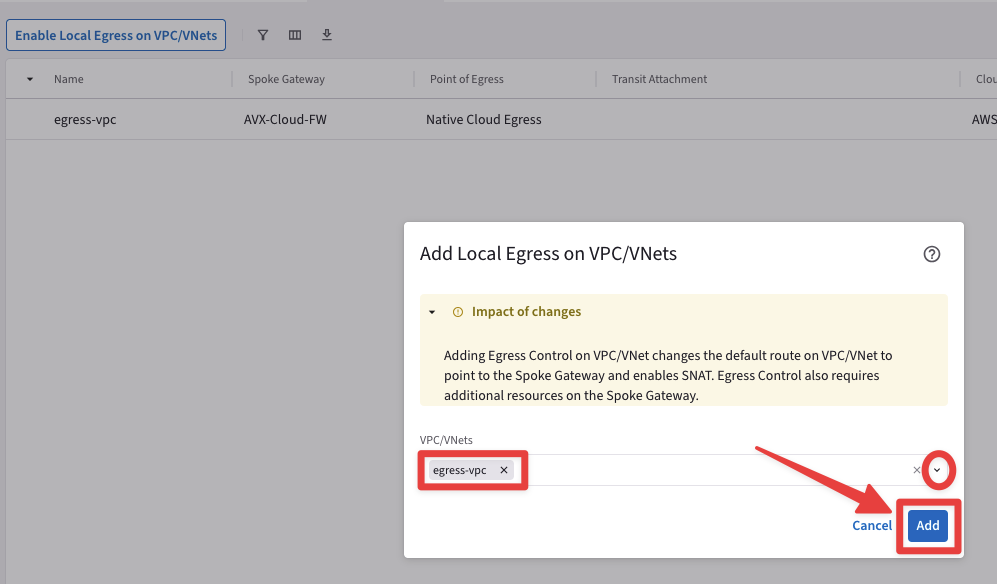 Enable Local Egress on VPC/VNets
Name Spoke Gateway Point of Egress Transit Attachment Clou
egress-vpc AVX-Cloud-FW Native Cloud Egress AWS
Add Local Egress on VPC/VNets
Impact of changes
Adding Egress Control on VPC/VNet changes the default route on VPC/VNet to
point to the Spoke Gateway and enables SNAT. Egress Control also requires
additional resources on the Spoke Gateway.
VPC/VNets
egress-vpc
Cancel Add